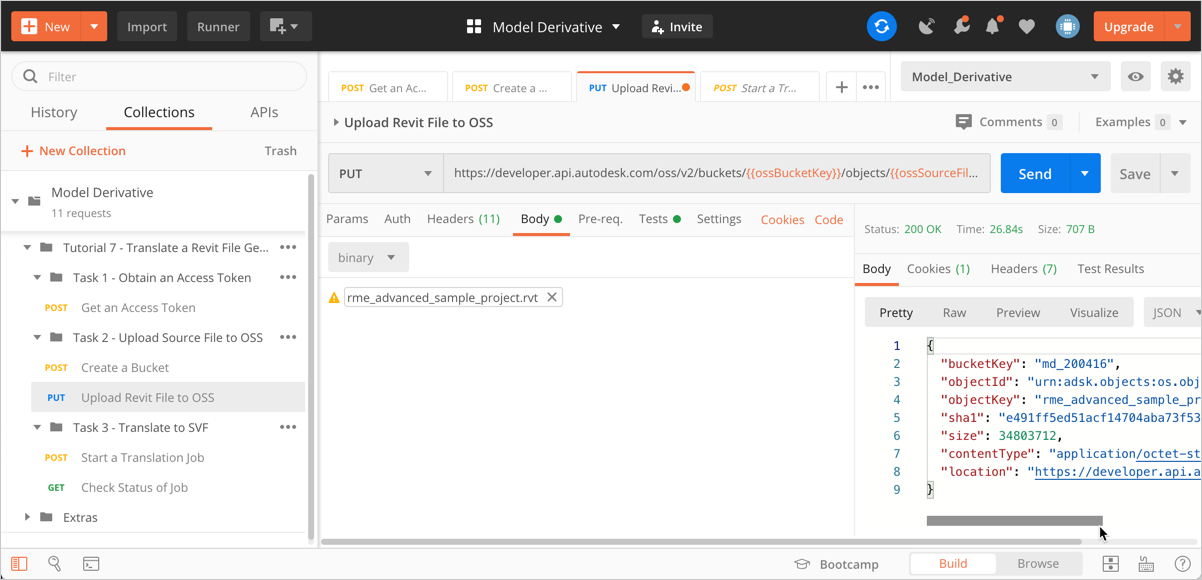 New Import Runner Model Derivative Invite Upgrade
Filter
History Collections APIs
New Collection Trash
Model Derivative
11 requests
Tutorial 7 - Translate a Revit File Ge...
Task 1 - Obtain an Access Token
POST Get an Access Token
Task 2 - Upload Source File to OSS
POST Create a Bucket
PUT Upload Revit File to OSS
Task 3 - Translate to SVF
POST Start a Translation Job
GET Check Status of Job
Extras
POST Get an Ac... POST Create a ... PUT Upload Revi... POST Start a Tr... Model_Derivative
Upload Revit File to OSS Comments 0 Examples 0
PUT https://developer.api.autodesk.com/oss/v2/buckets/{{ossBucketKey}}/objects/{{ossSourceFil... Send Save
Params Auth Headers (11) Body Pre-req. Tests Settings Cookies Code
binary
rme_advanced_sample_project.rvt
Status: 200 OK Time: 26.84s Size: 707 B
Body Cookies (1) Headers (7) Test Results
Pretty Raw Preview Visualize JSON
1 {
2 "bucketKey": "md_200416",
3 "objectId": "urn:adsk.objects:os.obj
4 "objectKey": "rme_advanced_sample_pr
5 "sha1": "e491ff5ed51acf14704aba73f53
6 "size": 34803712,
7 "contentType": "application/octet-st
8 "location": "https://developer.api.a
9 }
Bootcamp Build Browse